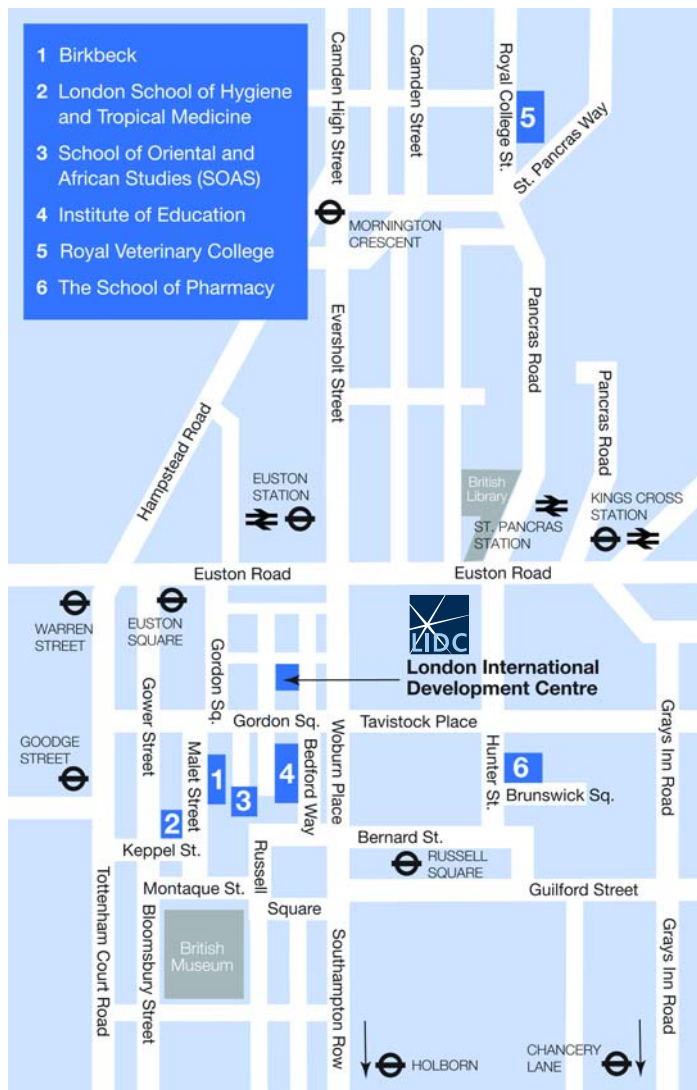 1 Birkbeck
2 London School of Hygiene
and Tropical Medicine
3 School of Oriental and
African Studies (SOAS)
4 Institute of Education
5 Royal Veterinary College
6 The School of Pharmacy
Camden High Street
Camden Street
Royal College St.
5
St. Pancras Way
MORNINGTON
CRESCENT
Eversholt Street
Pancras Road
Pancras Road
Hampstead Road
EUSTON
STATION
British
Library
ST. PANCRAS
STATION
KINGS CROSS
STATION
Euston Road
Euston Road
WARREN
STREET
EUSTON
SQUARE
LIDC
London International
Development Centre
Gordon Sq.
Gower Street
Gordon Sq.
Woburn Place
Tavistock Place
Grays Inn Road
GOODGE
STREET
Malet Street
1
2
3
4
Bedford Way
Hunter St.
6
Brunswick Sq.
Keppel St.
Bernard St.
RUSSELL
SQUARE
Russell
Square
Montaque St.
Guilford Street
Tottenham Court Road
Bloomsbury Street
British
Museum
Southampton Row
Grays Inn Road
HOLBORN
CHANCERY
LANE